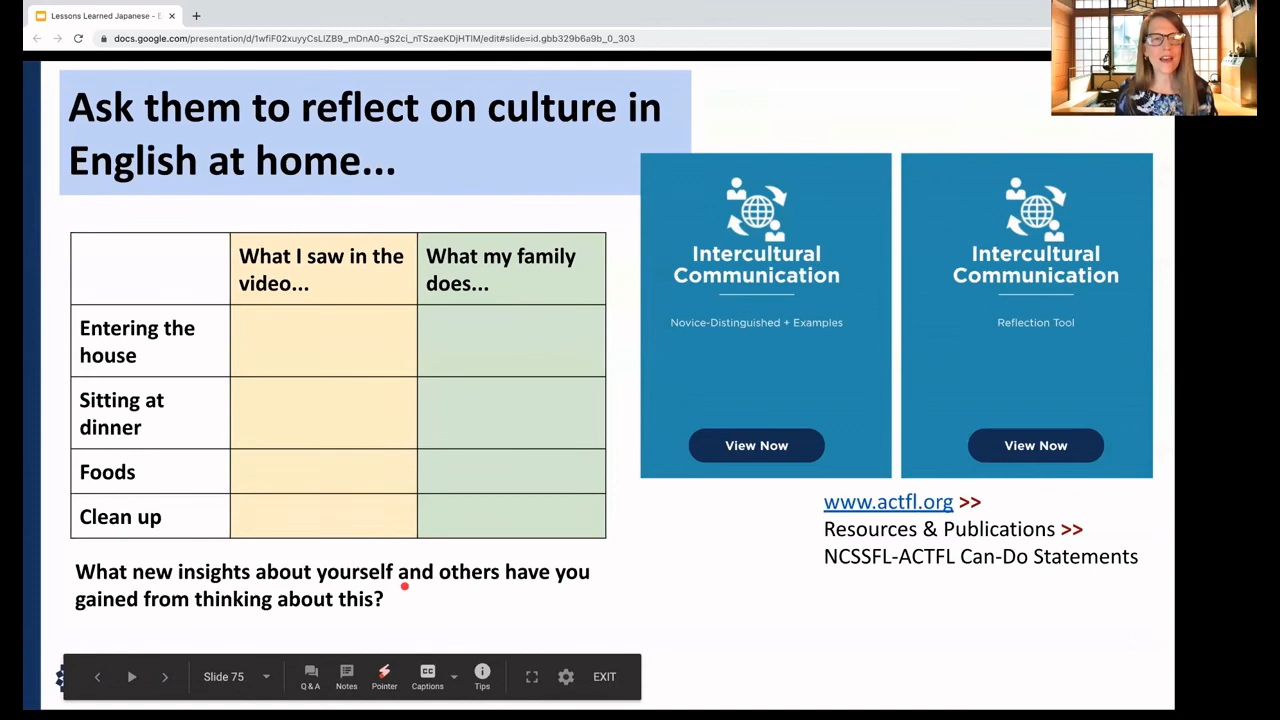 Lessons Learned Japanese - E
docs.google.com/presentation/d/1wfiF02xuyyCsLIZB9_mDnA0-gS2ci_nTSzaeKDjHTlM/edit#slide=id.gbb329b6a9b_0_303
Ask them to reflect on culture in
English at home...
What I saw in the
video...
What my family
does...
Entering the
house
Sitting at
dinner
Foods
Clean up
What new insights about yourself and others have you
gained from thinking about this?
Intercultural
Communication
Novice-Distinguished + Examples
View Now
Intercultural
Communication
Reflection Tool
View Now
www.actfl.org >>
Resources & Publications >>
NCSSFL-ACTFL Can-Do Statements
Slide 75
Q & A
Notes
Pointer
CC
Captions
Tips
EXIT